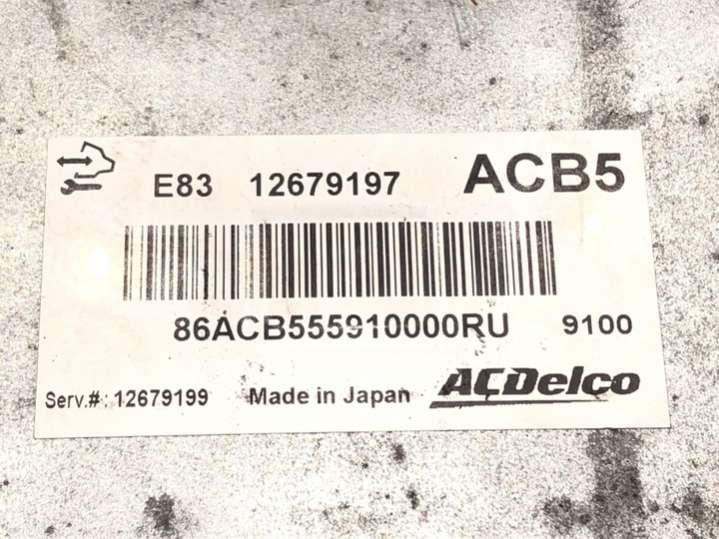 E83 12679197 ACB5
86ACB555910000RU 9100
Serv.#: 12679199 Made in Japan ACDelco